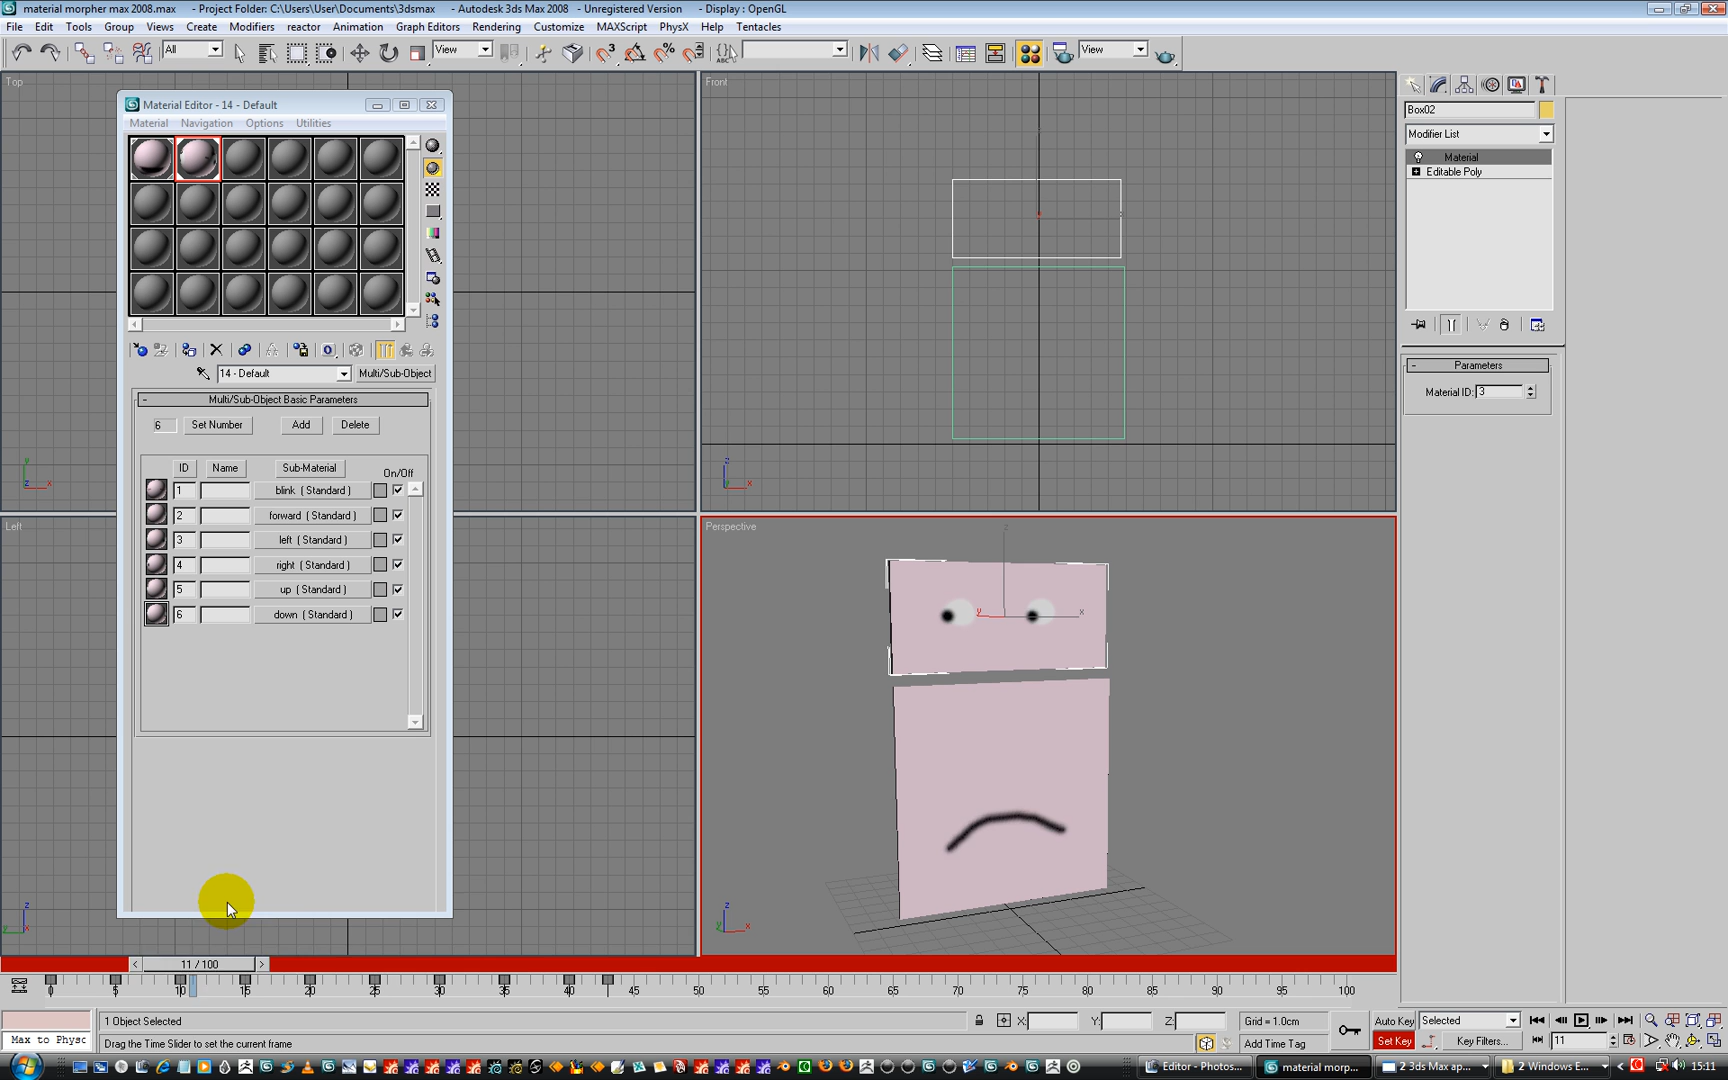 material morpher max 2008.max - Project Folder: C:\Users\User\Documents\3dsmax - Autodesk 3ds Max 2008 - Unregistered Version - Display : OpenGL
File Edit Tools Group Views Create Modifiers reactor Animation Graph Editors Rendering Customize MAXScript PhysX Help Tentacles
All View View
Top
Front
Material Editor - 14 - Default
Material Navigation Options Utilities
14 - Default Multi/Sub-Object
- Multi/Sub-Object Basic Parameters
6 Set Number Add Delete
ID Name Sub-Material On/Off
1 blink ( Standard )
2 forward ( Standard )
3 left ( Standard )
4 right ( Standard )
5 up ( Standard )
6 down ( Standard )
Left
Perspective
Box02
Modifier List
Material
Editable Poly
- Parameters
Material ID: 3
< 11 / 100 >
0 5 10 15 20 25 30 35 40 45 50 55 60 65 70 75 80 85 90 95 100
1 Object Selected X: Y: Z: Grid = 1.0cm Auto Key Selected
Max to Physc Drag the Time Slider to set the current frame Add Time Tag Set Key Key Filters... 11
Editor - Photos... material morp... 2 3ds Max ap... 2 Windows E... 15:11